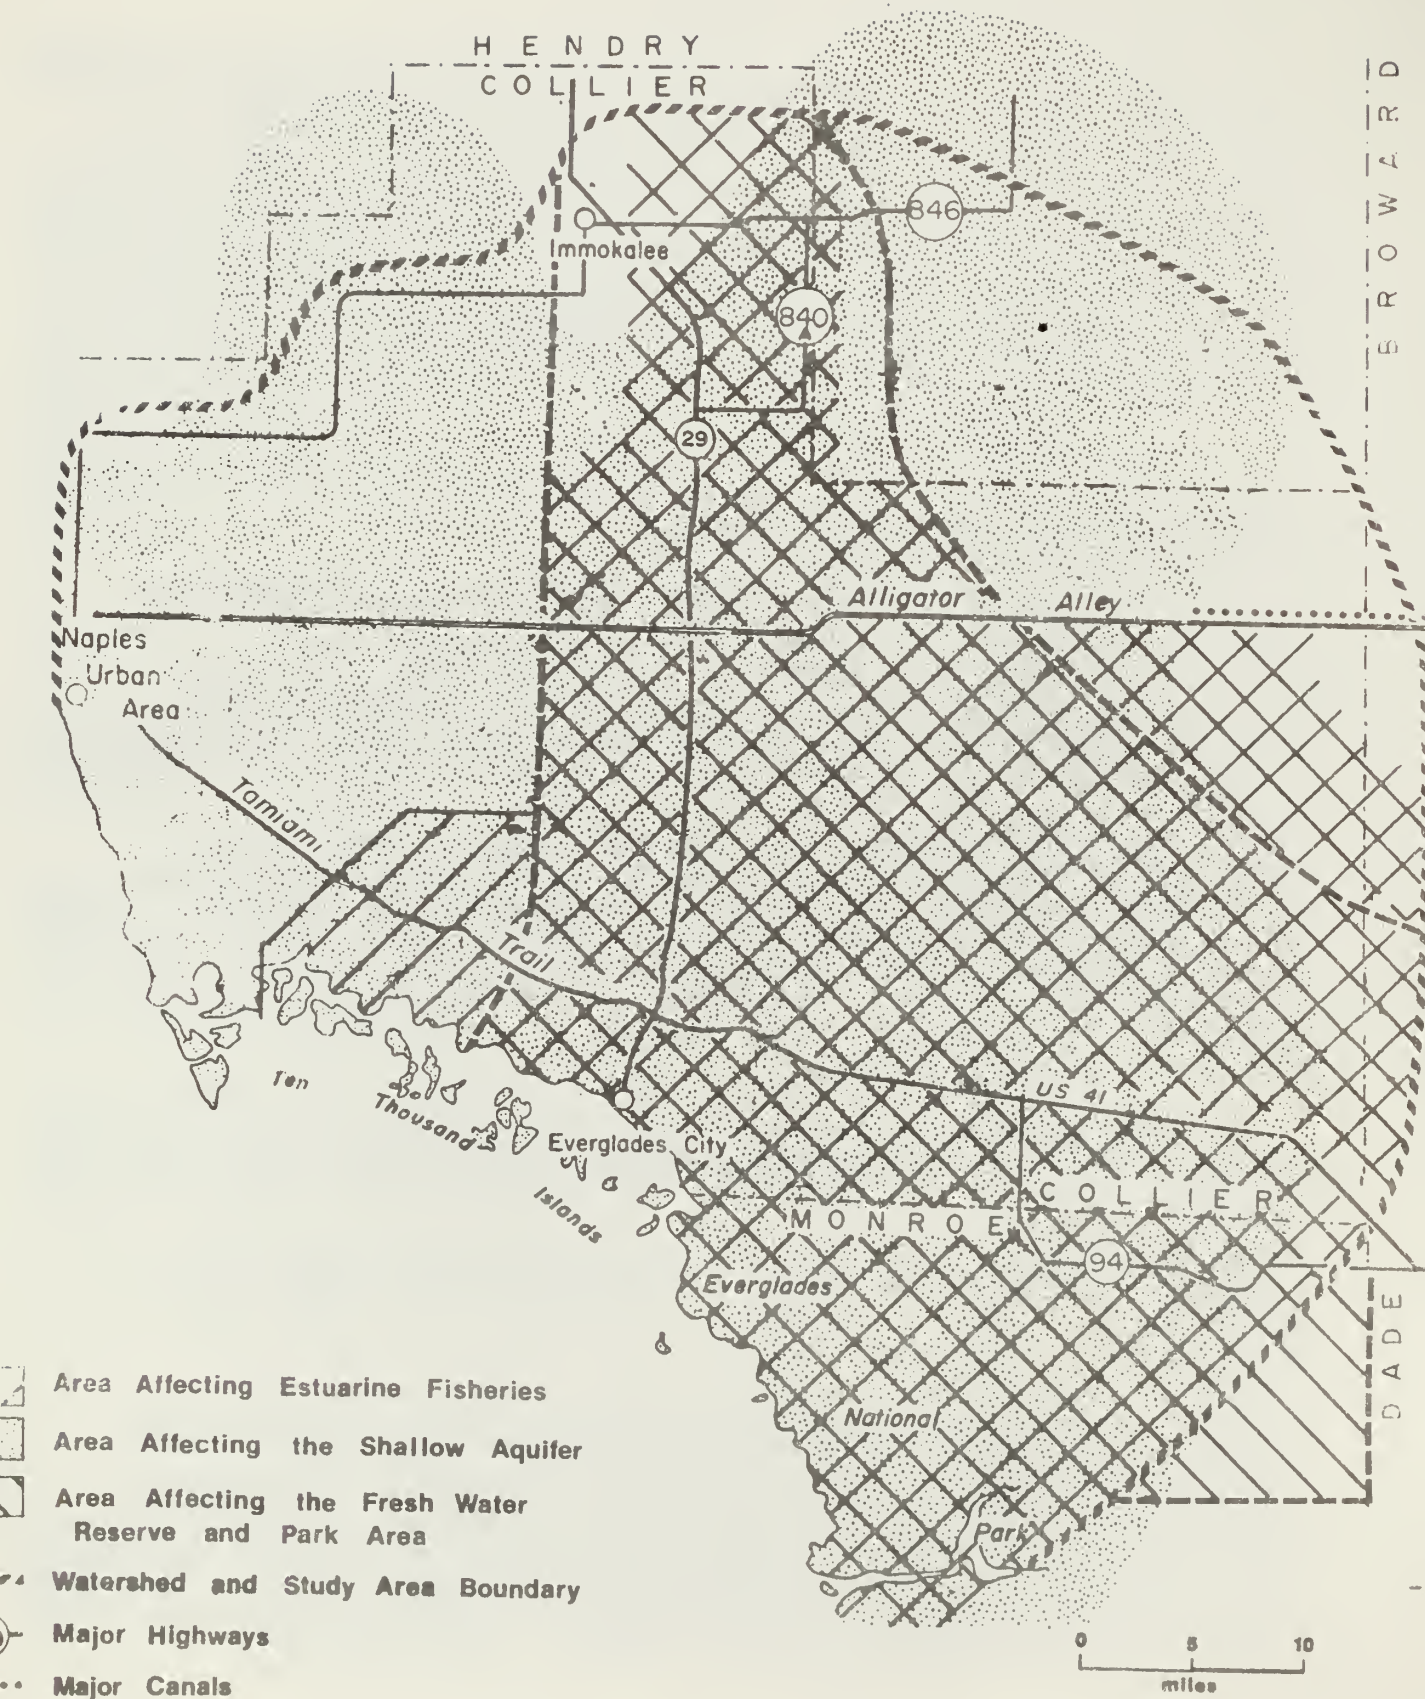 HENDRY
COLLIER
BROWARD
846
Immokalee
840
29
Alligator Alley
Naples
Urban
Area
Tamiami
Trail
US 41
Ten
Thousand
Islands
Everglades City
COLLIER
MONROE
94
Everglades
DADE
National
Park
Area Affecting Estuarine Fisheries
Area Affecting the Shallow Aquifer
Area Affecting the Fresh Water
Reserve and Park Area
Watershed and Study Area Boundary
Major Highways
Major Canals
0 5 10
miles